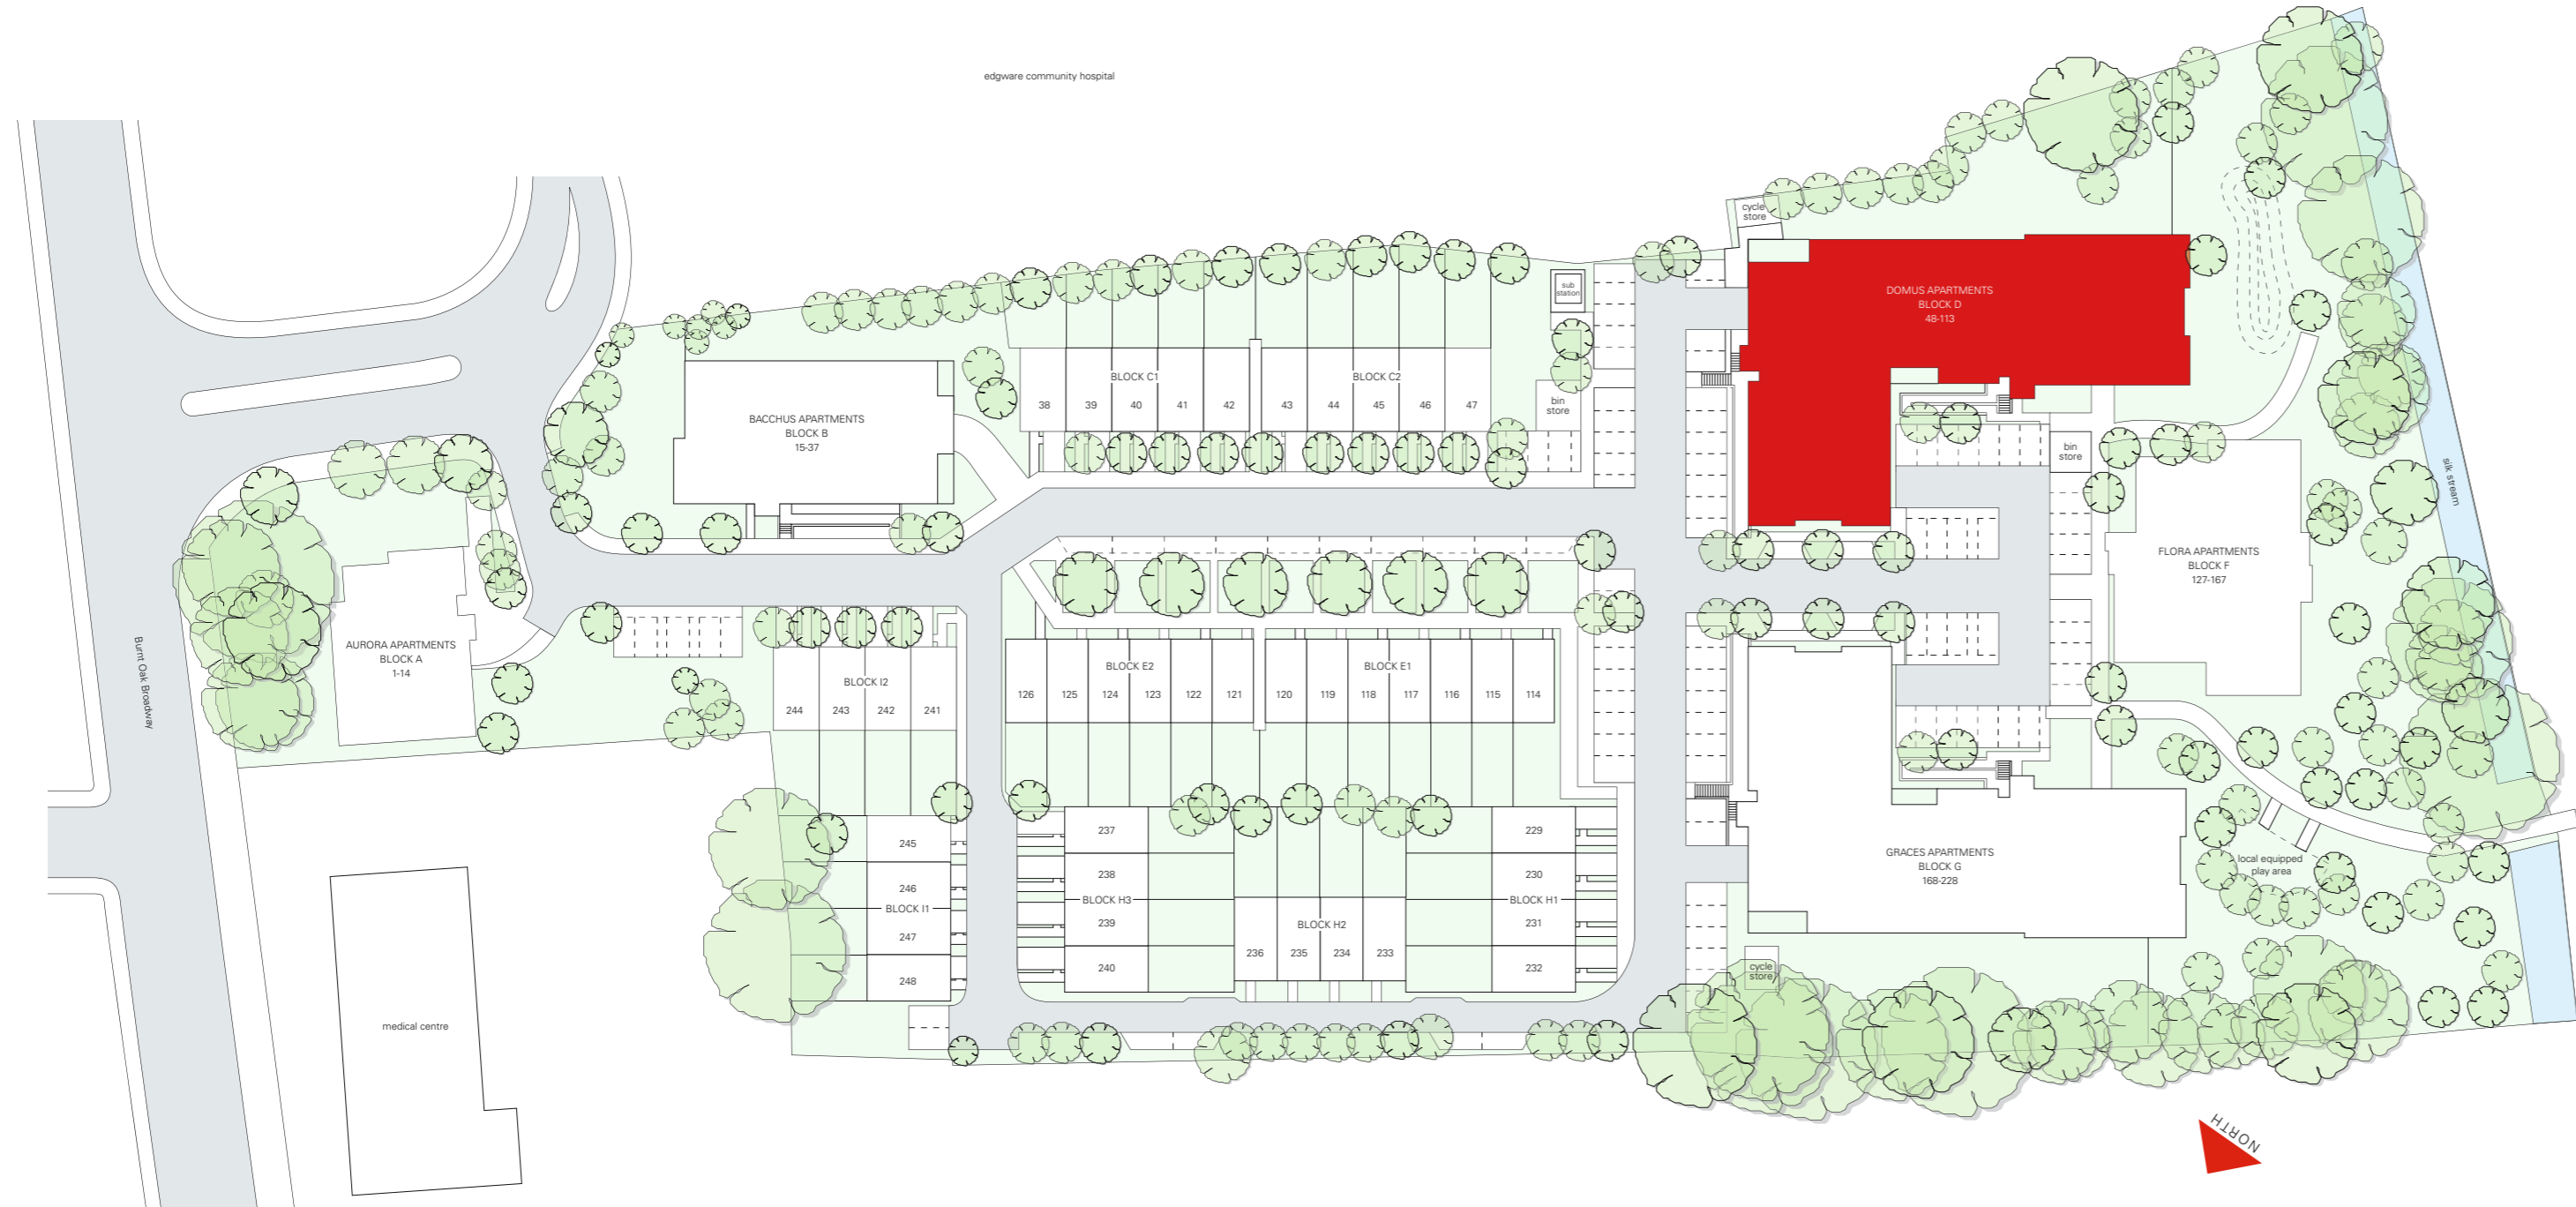 edgware community hospital
cycle
store
sub
station
DOMUS APARTMENTS
BLOCK D
48-113
BLOCK C1
BLOCK C2
38
39
40
41
42
43
44
45
46
47
bin
store
BACCHUS APARTMENTS
BLOCK B
15-37
bin
store
silk stream
FLORA APARTMENTS
BLOCK F
127-167
AURORA APARTMENTS
BLOCK A
1-14
Burnt Oak Broadway
BLOCK I2
244
243
242
241
BLOCK E2
BLOCK E1
126
125
124
123
122
121
120
119
118
117
116
115
114
245
246
BLOCK I1
247
248
237
238
BLOCK H3
239
240
BLOCK H2
236
235
234
233
229
230
BLOCK H1
231
232
GRACES APARTMENTS
BLOCK G
168-228
local equipped
play area
cycle
store
medical centre
NORTH